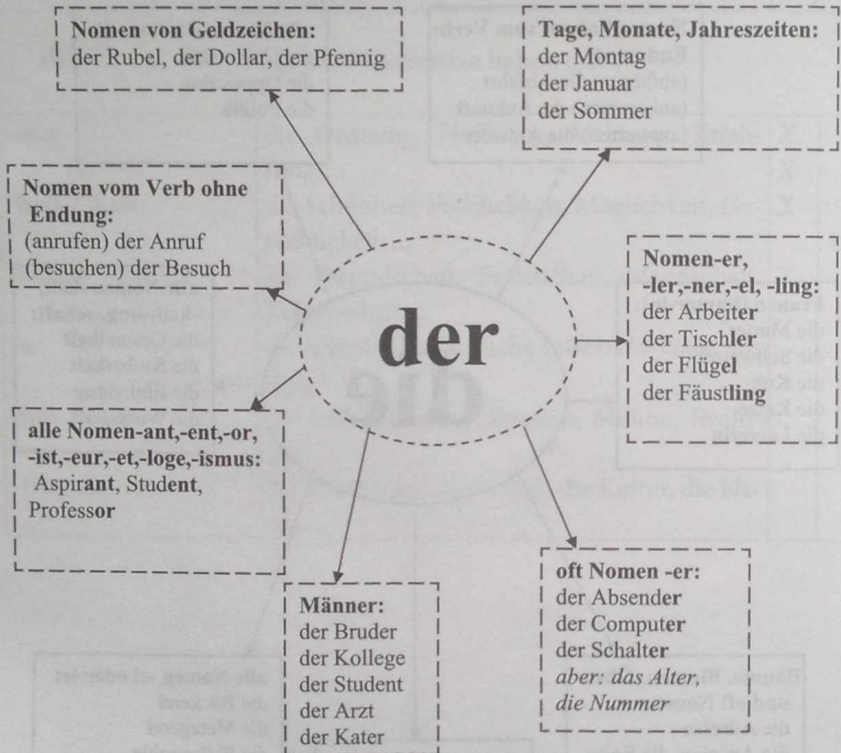 Nomen von Geldzeichen:
der Rubel, der Dollar, der Pfennig
Tage, Monate, Jahreszeiten:
der Montag
der Januar
der Sommer
Nomen vom Verb ohne
Endung:
(anrufen) der Anruf
(besuchen) der Besuch
der
Nomen-er,
-ler,-ner,-el, -ling:
der Arbeiter
der Tischler
der Flügel
der Fäustling
alle Nomen-ant,-ent,-or,
-ist,-eur,-et,-loge,-ismus:
Aspirant, Student,
Professor
Männer:
der Bruder
der Kollege
der Student
der Arzt
der Kater
oft Nomen -er:
der Absender
der Computer
der Schalter
aber: das Alter,
die Nummer